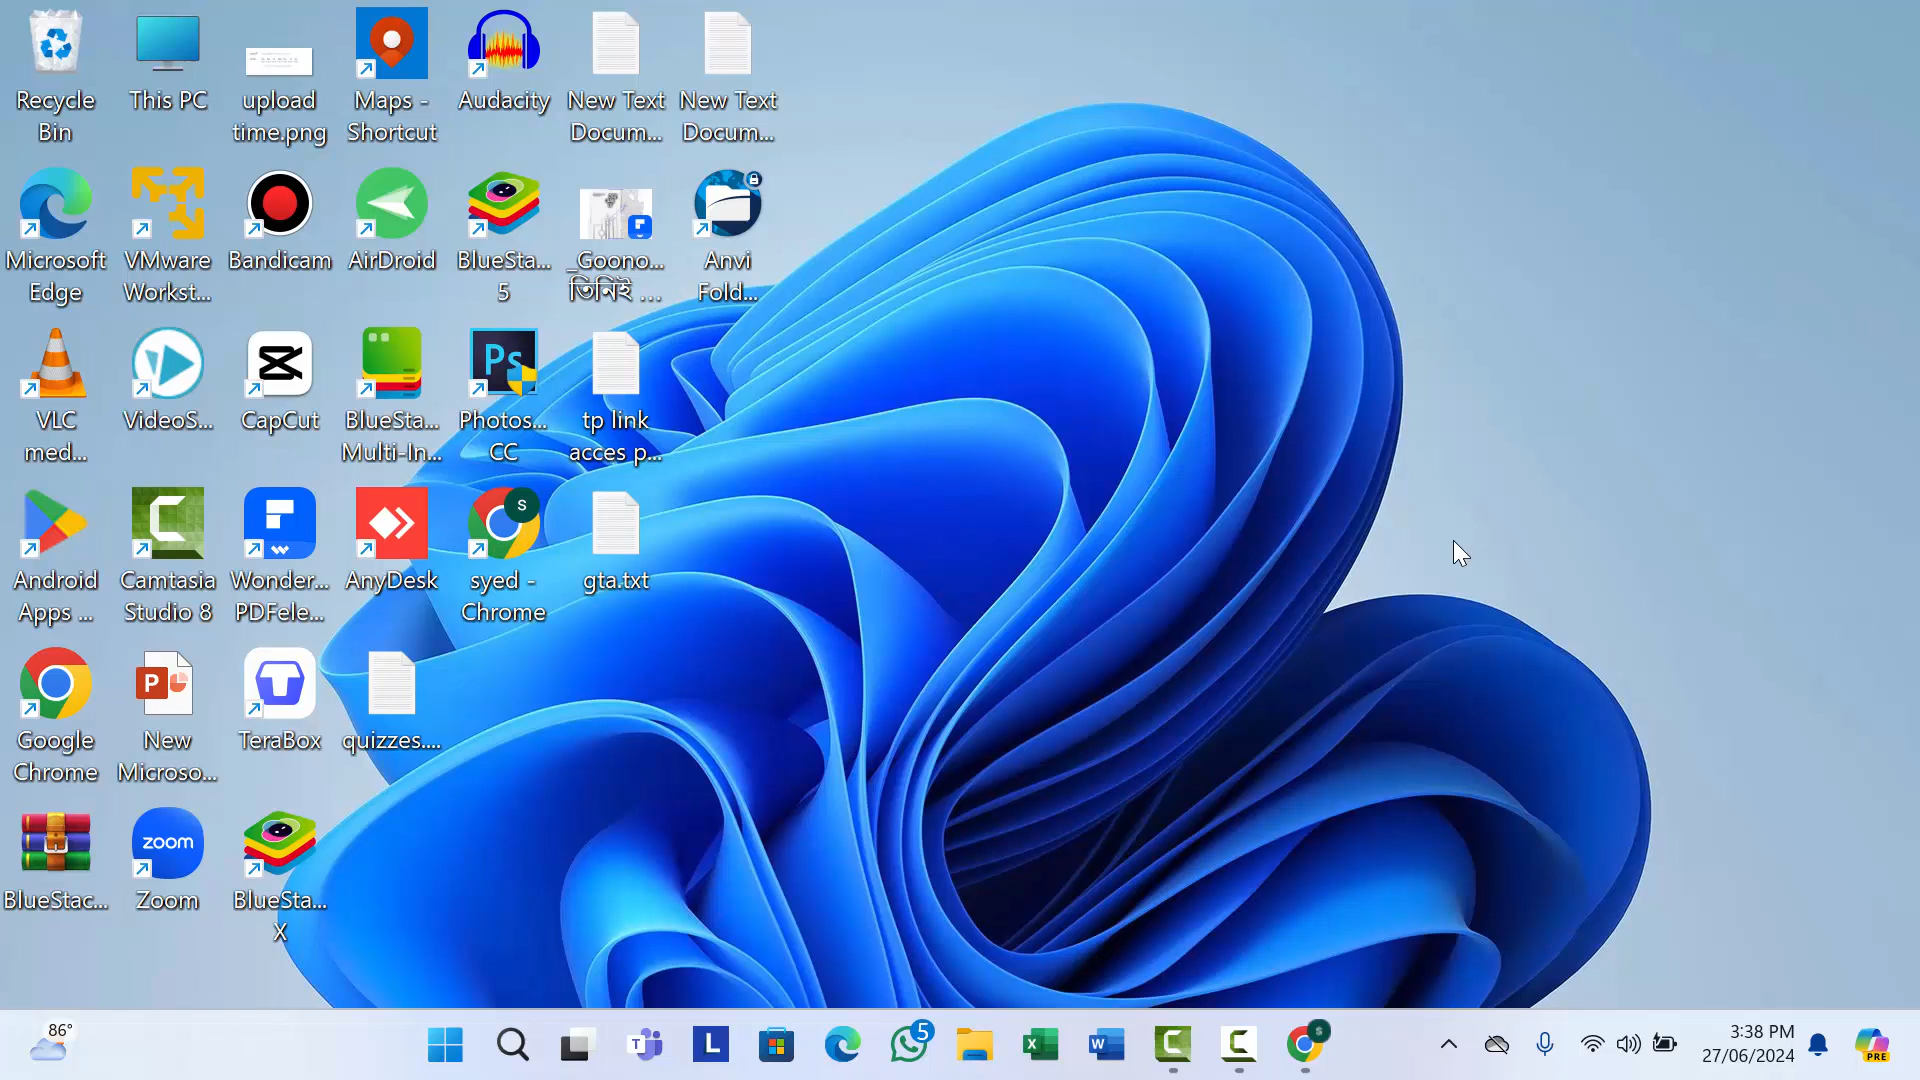 Recycle
Bin
This PC
upload
time.png
Maps -
Shortcut
Audacity
New Text
Docum...
New Text
Docum...
Microsoft
Edge
VMware
Workst...
Bandicam
AirDroid
BlueSta...
5
_Goono...
তিনিই ...
Anvi
Fold...
VLC
med...
VideoS...
CapCut
BlueSta...
Multi-In...
Ps
Photos...
CC
tp link
acces p...
Android
Apps ...
Camtasia
Studio 8
Wonder...
PDFele...
AnyDesk
S
syed -
Chrome
gta.txt
Google
Chrome
P
New
Microso...
TeraBox
quizzes....
BlueStac...
zoom
Zoom
BlueSta...
X
86°
T
L
5
X
W
S
3:38 PM
27/06/2024
PRE